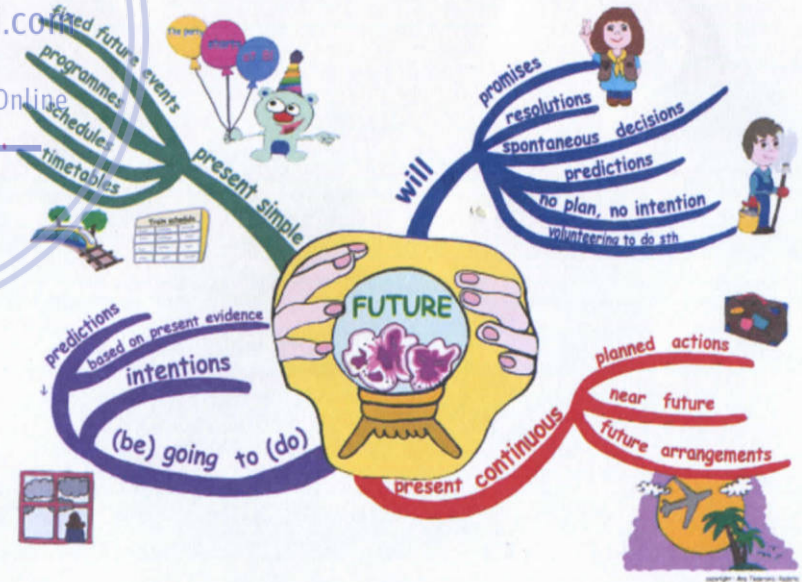 .com
Online
fixed future events
programmes
schedules
timetables
present simple
The party
Train schedule
will
promises
resolutions
spontaneous decisions
predictions
no plan, no intention
volunteering to do sth
FUTURE
predictions
based on present evidence
intentions
(be) going to (do)
present continuous
planned actions
near future
future arrangements